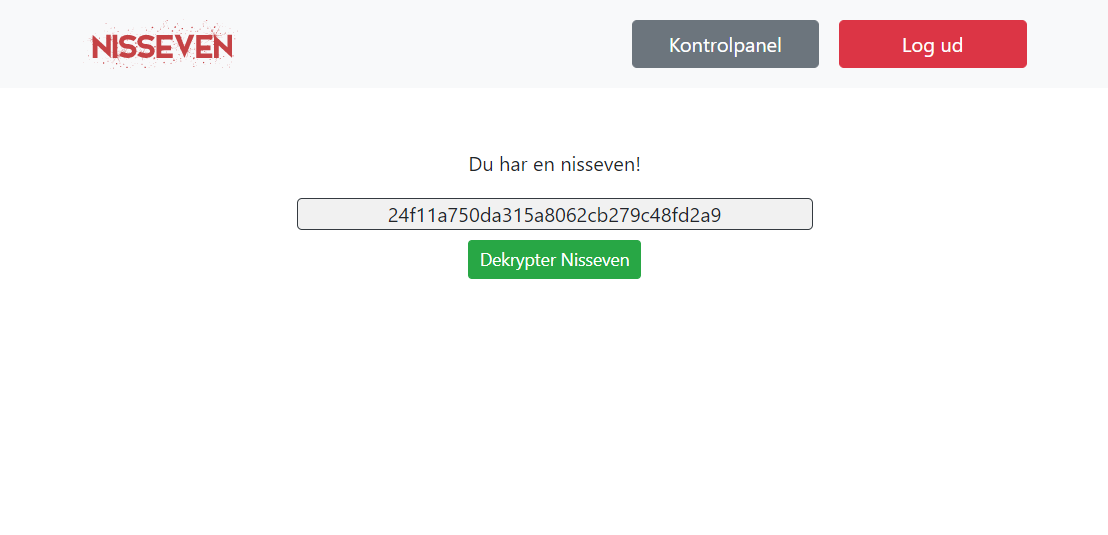 NISSEVEN
Kontrolpanel
Log ud
Du har en nisseven!
24f11a750da315a8062cb279c48fd2a9
Dekrypter Nisseven